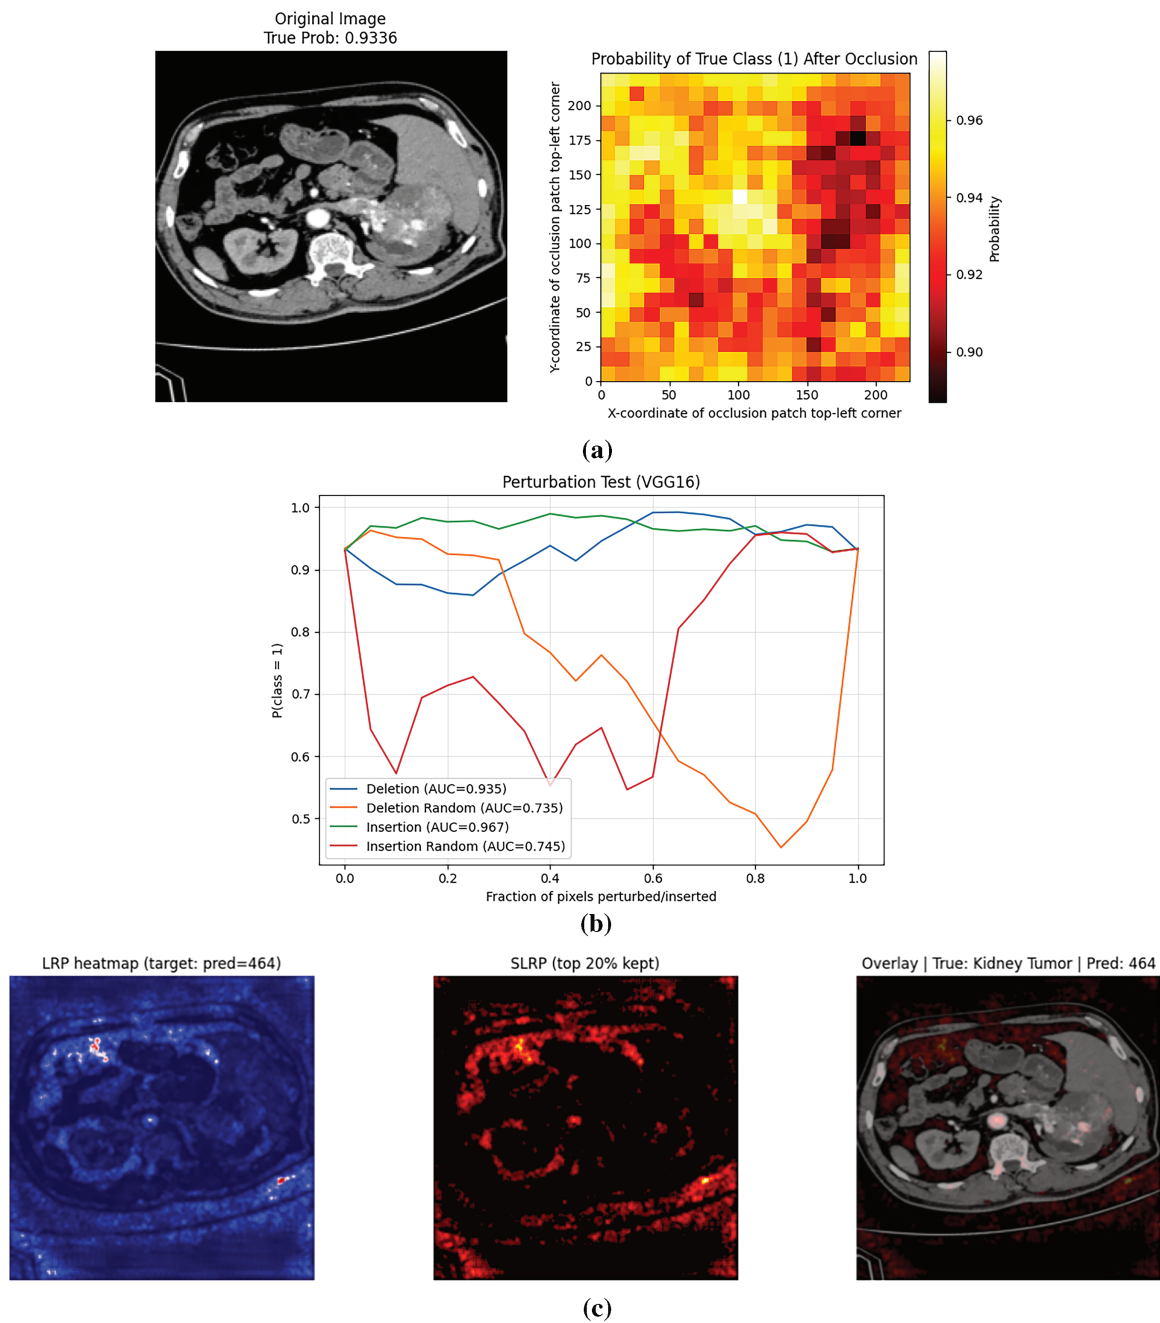 Original Image
True Prob: 0.9336
Probability of True Class (1) After Occlusion
Y-coordinate of occlusion patch top-left corner
200
175
150
125
100
75
50
25
0
0 50 100 150 200
X-coordinate of occlusion patch top-left corner
0.96
0.94
0.92
0.90
Probability
(a)
Perturbation Test (VGG16)
P(class = 1)
1.0
0.9
0.8
0.7
0.6
0.5
Deletion (AUC=0.935)
Deletion Random (AUC=0.735)
Insertion (AUC=0.967)
Insertion Random (AUC=0.745)
0.0 0.2 0.4 0.6 0.8 1.0
Fraction of pixels perturbed/inserted
(b)
LRP heatmap (target: pred=464)
SLRP (top 20% kept)
Overlay | True: Kidney Tumor | Pred: 464
(c)